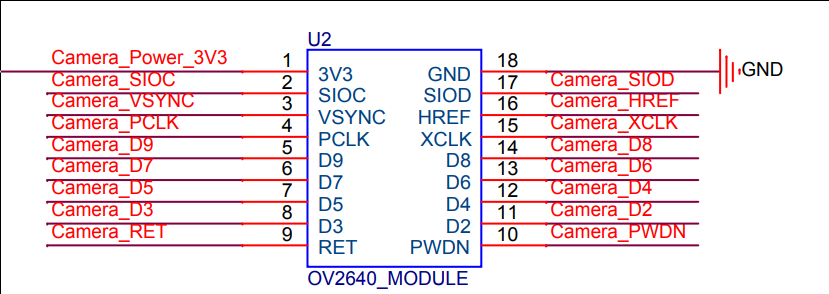 U2
Camera_Power_3V3 1 3V3 GND 18 GND
Camera_SIOC 2 SIOC SIOD 17 Camera_SIOD
Camera_VSYNC 3 VSYNC HREF 16 Camera_HREF
Camera_PCLK 4 PCLK XCLK 15 Camera_XCLK
Camera_D9 5 D9 D8 14 Camera_D8
Camera_D7 6 D7 D6 13 Camera_D6
Camera_D5 7 D5 D4 12 Camera_D4
Camera_D3 8 D3 D2 11 Camera_D2
Camera_RET 9 RET PWDN 10 Camera_PWDN
OV2640_MODULE